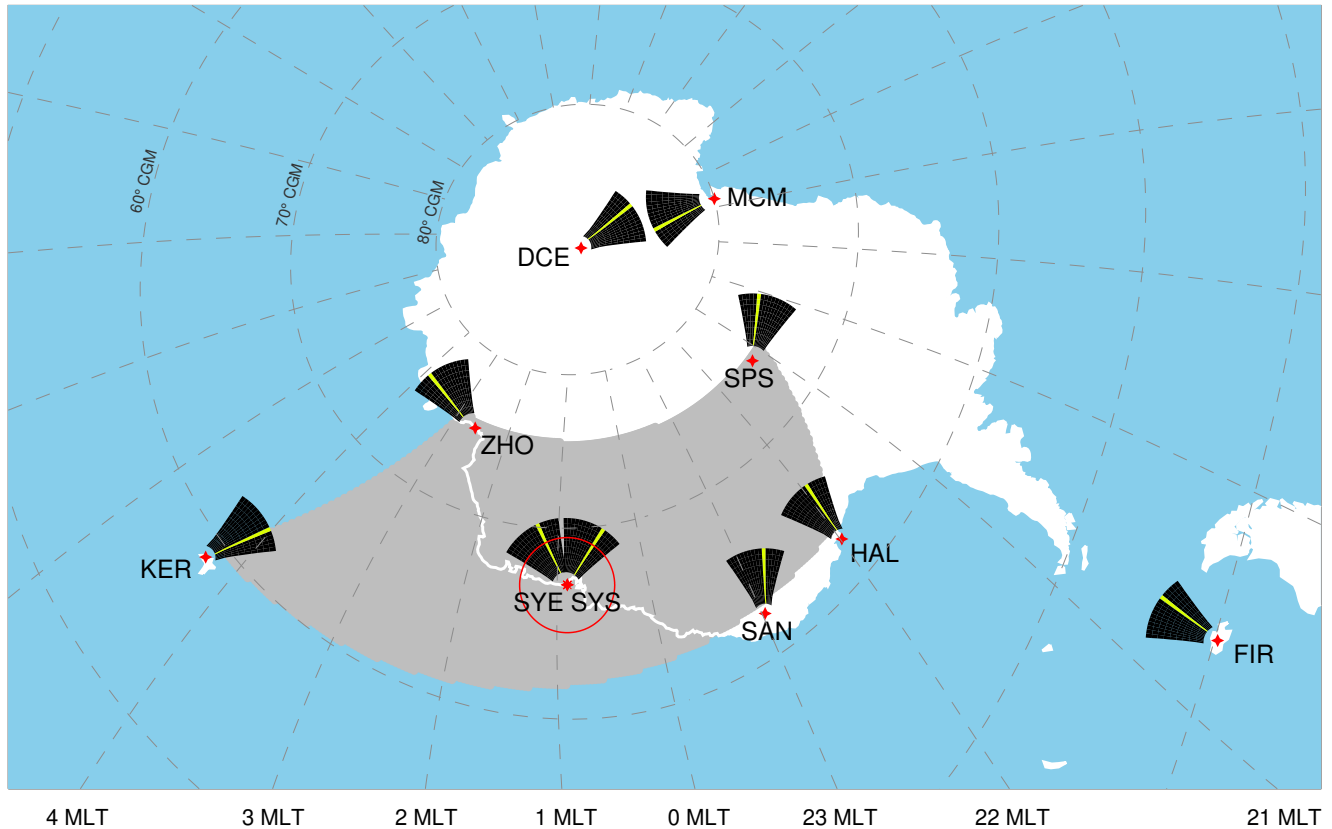 60° CGM
70° CGM
80° CGM
MCM
DCE
SPS
ZHO
KER
HAL
SYE SYS
SAN
FIR
4 MLT
3 MLT
2 MLT
1 MLT
0 MLT
23 MLT
22 MLT
21 MLT